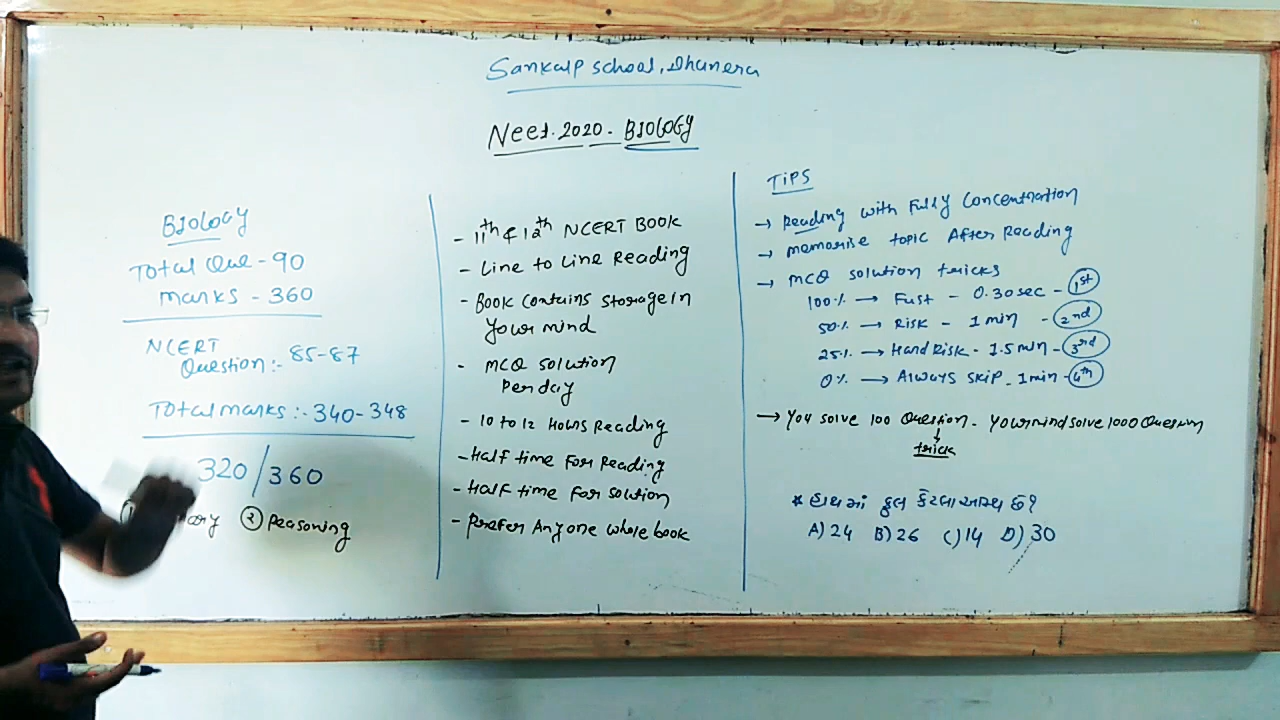 Sankalp school, Dhanera
Neet. 2020 - BIOLOGY
BIOLOGY
Total Que - 90
marks - 360
NCERT
Question :- 85-87
Total marks :- 340-348
320/360
① ② Reasoning
- 11th & 12th NCERT BOOK
- Line to Line Reading
- BOOK contains storage in
your mind
- MCQ solution
Per day
- 10 to 12 Hours Reading
- Half time For Reading
- Half time For solution
- Prefer Anyone whole book
TiPS
→ Reading with Fully Concentration
→ Memorise topic After Reading
→ MCQ solution tricks
100% → Fast - 0.30 sec - 1st
50% → Risk - 1 min - 2nd
25% → Hard Risk - 1.5 min - 3rd
0% → Always skip - 1 min - 4th
→ You solve 100 Question - Your mind solve 1000 Question
↓
trick
* હાથમાં કુલ કેટલા અસ્થિ છે?
A) 24 B) 26 C) 14 D) 30